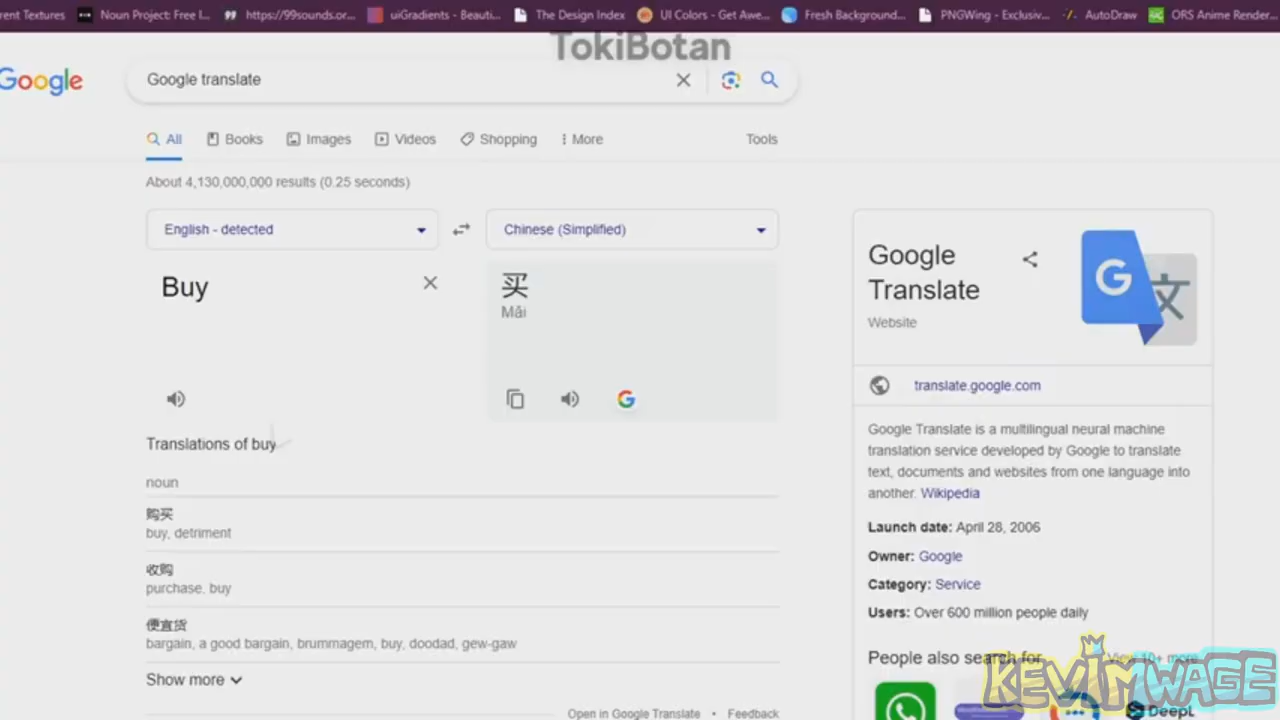 rent Textures Noun Project: Free I... https://99sounds.or... uiGradients - Beauti... The Design Index UI Colors - Get Awe... Fresh Background... PNGWing - Exclusiv... AutoDraw ORS Anime Render...
TokiBotan
Google
Google translate
All Books Images Videos Shopping More Tools
About 4,130,000,000 results (0.25 seconds)
English - detected
Chinese (Simplified)
Buy
买
Mǎi
Translations of buy
noun
购买
buy, detriment
收购
purchase, buy
便宜货
bargain, a good bargain, brummagem, buy, doodad, gew-gaw
Show more
Open in Google Translate • Feedback
Google
Translate
Website
G 文
translate.google.com
Google Translate is a multilingual neural machine
translation service developed by Google to translate
text, documents and websites from one language into
another. Wikipedia
Launch date: April 28, 2006
Owner: Google
Category: Service
Users: Over 600 million people daily
People also search for
View 10+ more
DeepL
KEVIMWAGE